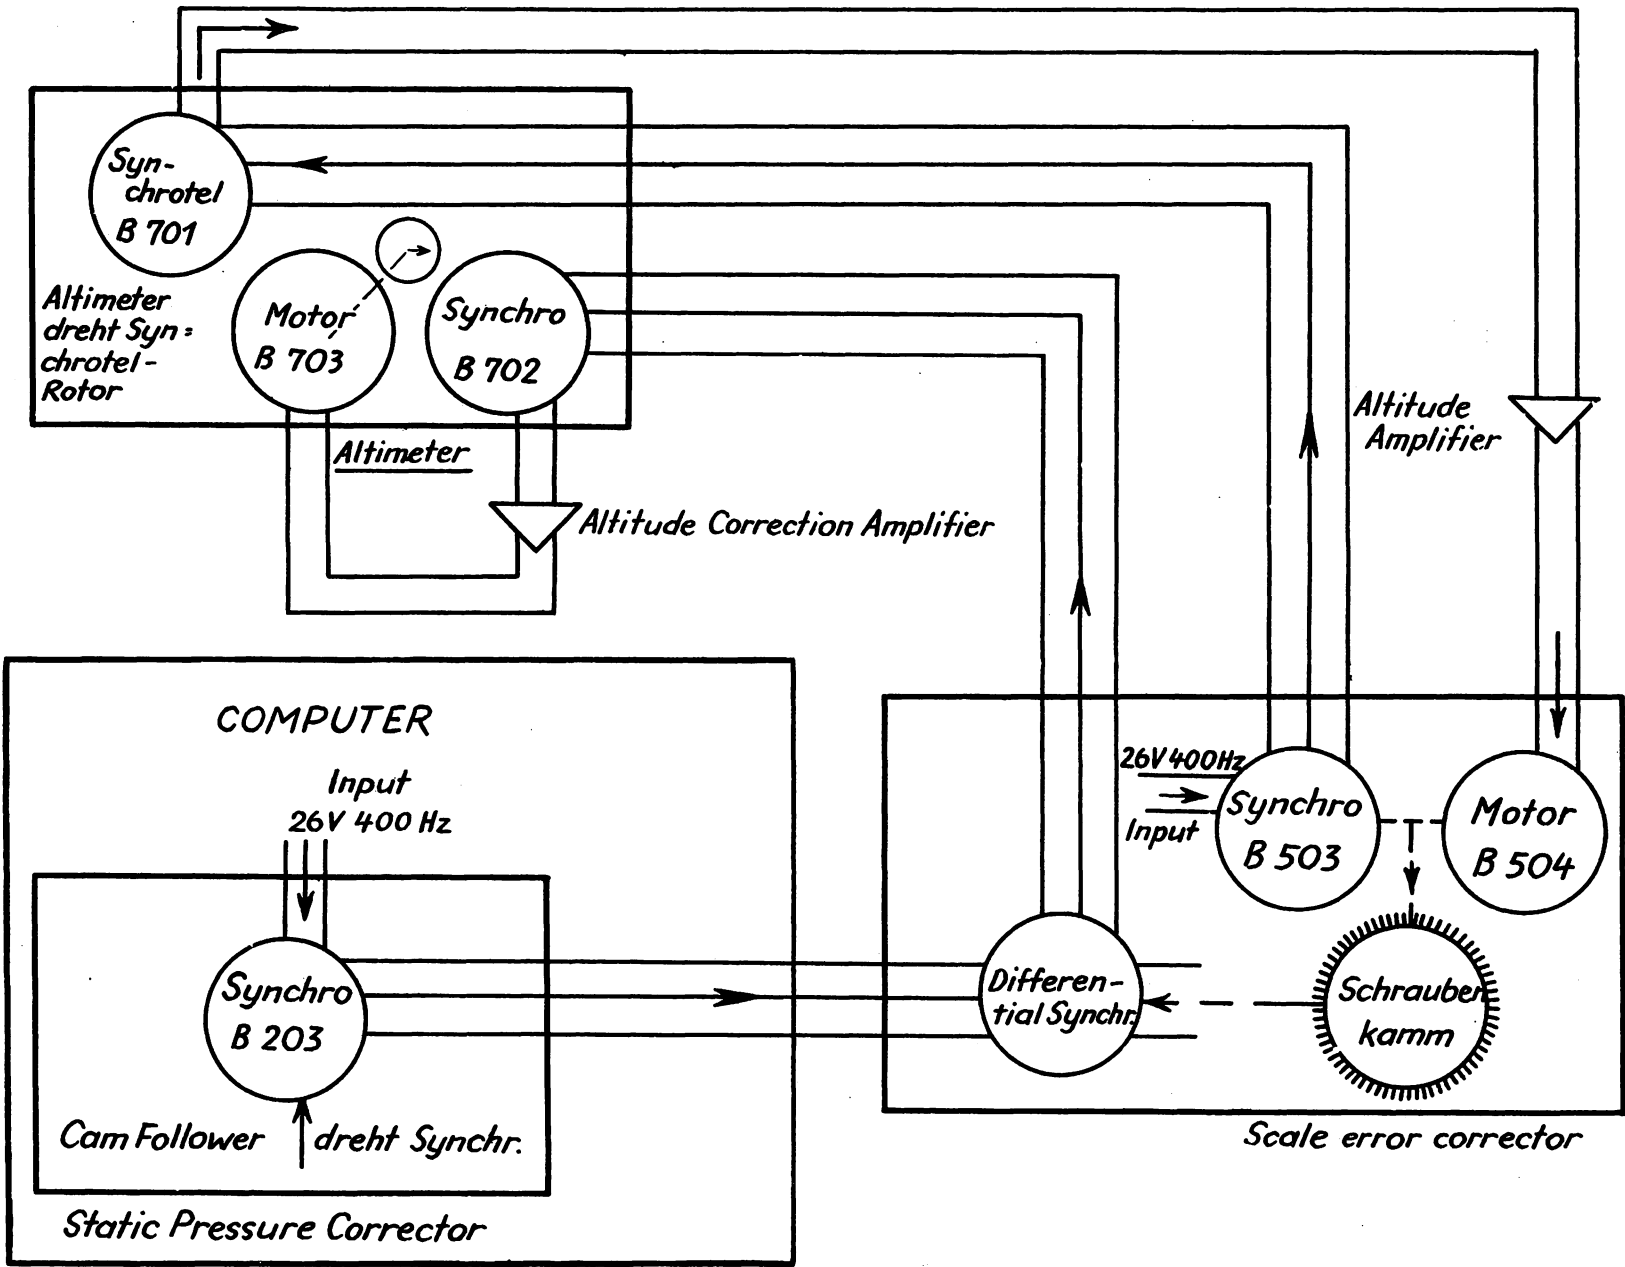 Syn-
chrotel
B 701
Altimeter
dreht Syn=
chrotel-
Rotor
Motor
B 703
Synchro
B 702
Altimeter
Altitude Correction Amplifier
Altitude
Amplifier
COMPUTER
Input
26V 400 Hz
Synchro
B 203
Cam Follower dreht Synchr.
Static Pressure Corrector
26V 400Hz
Input
Synchro
B 503
Motor
B 504
Differen-
tial Synchr.
Schrauben
kamm
Scale error corrector